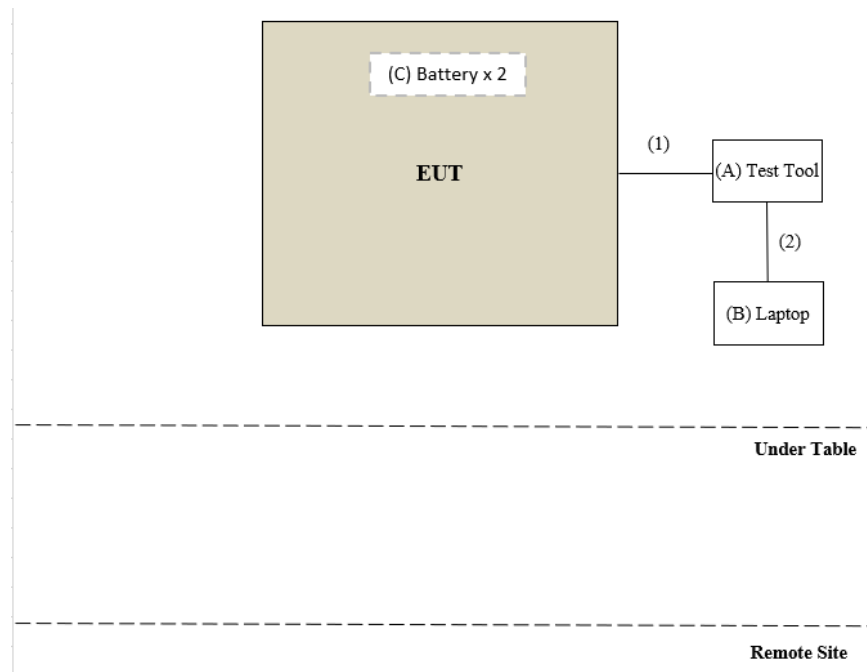 (C) Battery x 2
(1)
EUT
(A) Test Tool
(2)
(B) Laptop
Under Table
Remote Site